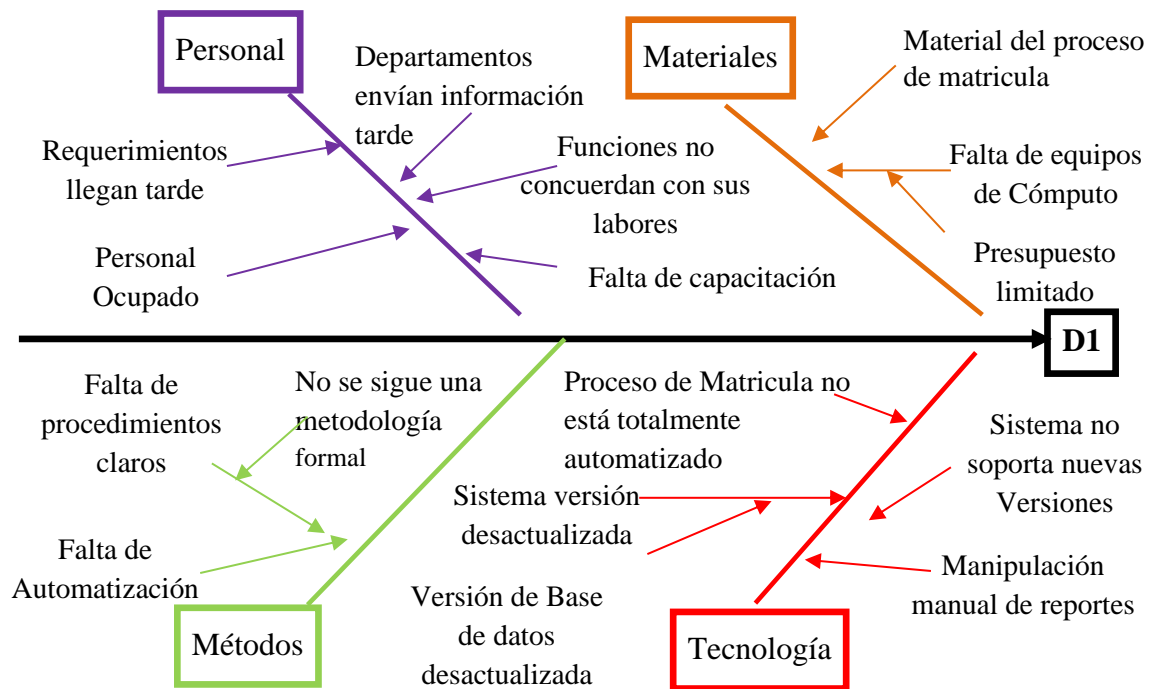 Personal
Departamentos
envían información
tarde
Requerimientos
llegan tarde
Funciones no
concuerdan con sus
labores
Personal
Ocupado
Falta de capacitación
Materiales
Material del proceso
de matricula
Falta de equipos
de Cómputo
Presupuesto
limitado
D1
Falta de
procedimientos
claros
No se sigue una
metodología
formal
Falta de
Automatización
Métodos
Proceso de Matricula no
está totalmente
automatizado
Sistema versión
desactualizada
Versión de Base
de datos
desactualizada
Sistema no
soporta nuevas
Versiones
Manipulación
manual de reportes
Tecnología